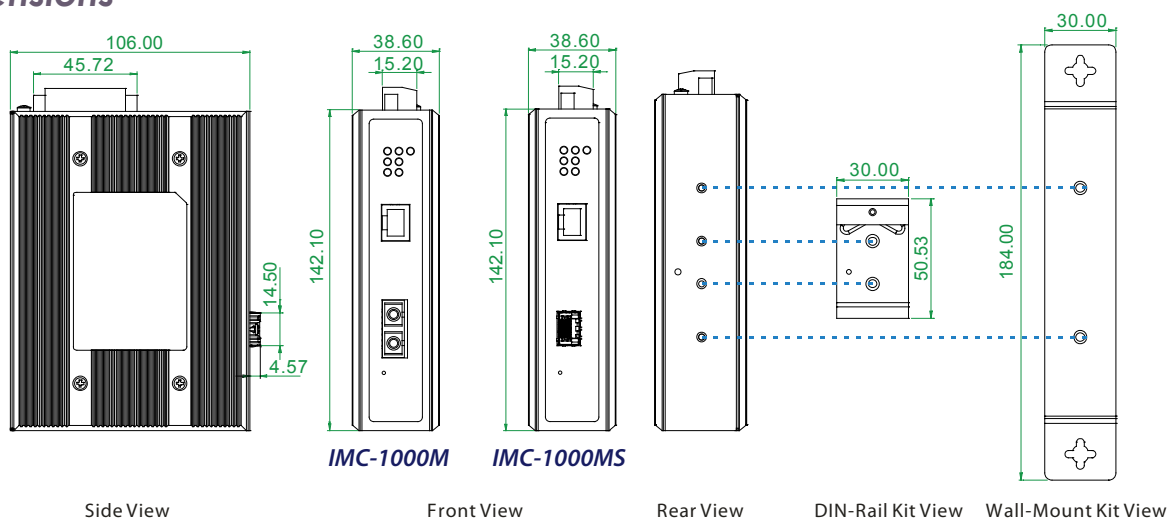 106.00
45.72
14.50
4.57
38.60
15.20
142.10
IMC-1000M
38.60
15.20
142.10
IMC-1000MS
30.00
50.53
30.00
184.00
Side View
Front View
Rear View
DIN-Rail Kit View
Wall-Mount Kit View